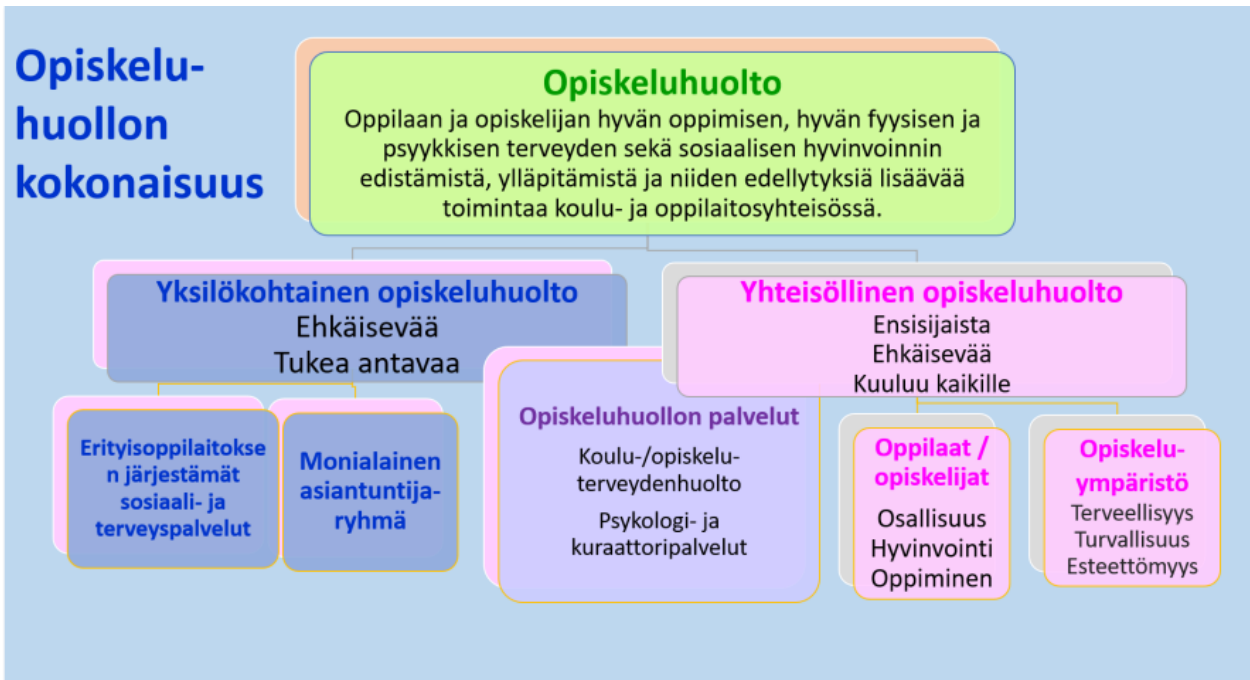 Opiskelu-
huollon
kokonaisuus
Opiskeluhuolto
Oppilaan ja opiskelijan hyvän oppimisen, hyvän fyysisen ja
psyykkisen terveyden sekä sosiaalisen hyvinvoinnin
edistämistä, ylläpitämistä ja niiden edellytyksiä lisäävää
toimintaa koulu- ja oppilaitosyhteisössä.
Yksilökohtainen opiskeluhuolto
Ehkäisevää
Tukea antavaa
Yhteisöllinen opiskeluhuolto
Ensisijaista
Ehkäisevää
Kuuluu kaikille
Erityisoppilaitokse
n järjestämät
sosiaali- ja
terveyspalvelut
Monialainen
asiantuntija-
ryhmä
Opiskeluhuollon palvelut
Koulu-/opiskelu-
terveydenhuolto
Psykologi- ja
kuraattoripalvelut
Oppilaat /
opiskelijat
Osallisuus
Hyvinvointi
Oppiminen
Opiskelu-
ympäristö
Terveellisyys
Turvallisuus
Esteettömyys